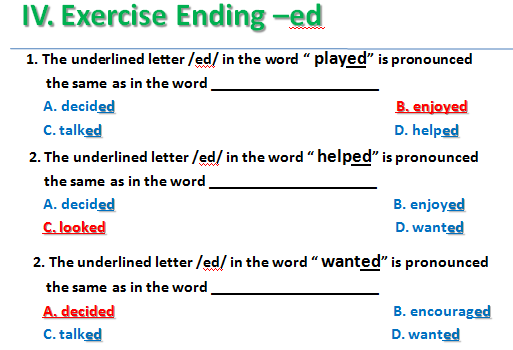 IV. Exercise Ending –ed
1. The underlined letter /ed/ in the word “ played” is pronounced
the same as in the word ____________________
A. decided B. enjoyed
C. talked D. helped
2. The underlined letter /ed/ in the word “ helped” is pronounced
the same as in the word ____________________
A. decided B. enjoyed
C. looked D. wanted
2. The underlined letter /ed/ in the word “ wanted” is pronounced
the same as in the word ____________________
A. decided B. encouraged
C. talked D. wanted